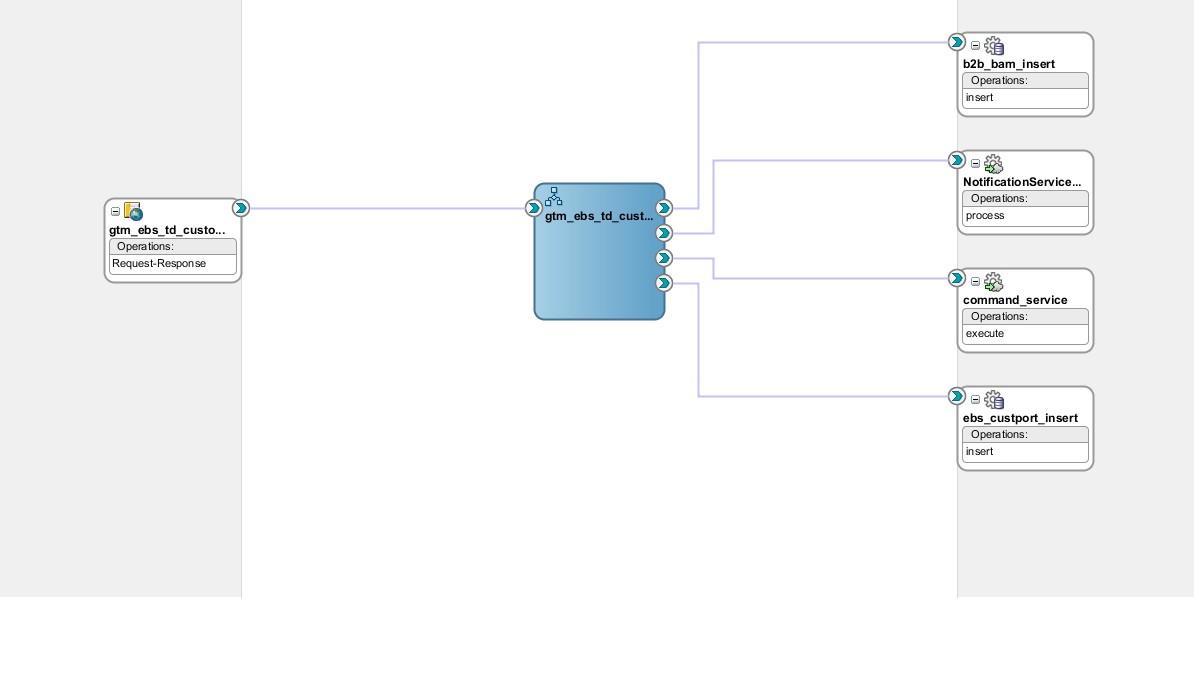 gtm_ebs_td_custo...
Operations:
Request-Response
gtm_ebs_td_cust...
b2b_bam_insert
Operations:
insert
NotificationService...
Operations:
process
command_service
Operations:
execute
ebs_custport_insert
Operations:
insert